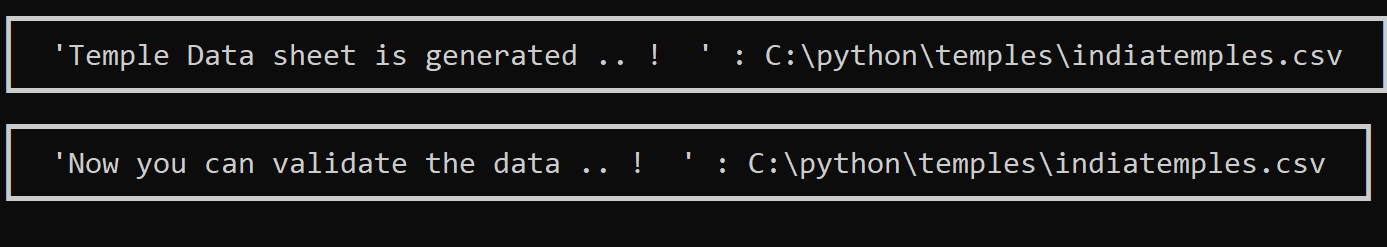 'Temple Data sheet is generated .. !  ' : C:\python\temples\indiatemples.csv
'Now you can validate the data .. !  ' : C:\python\temples\indiatemples.csv